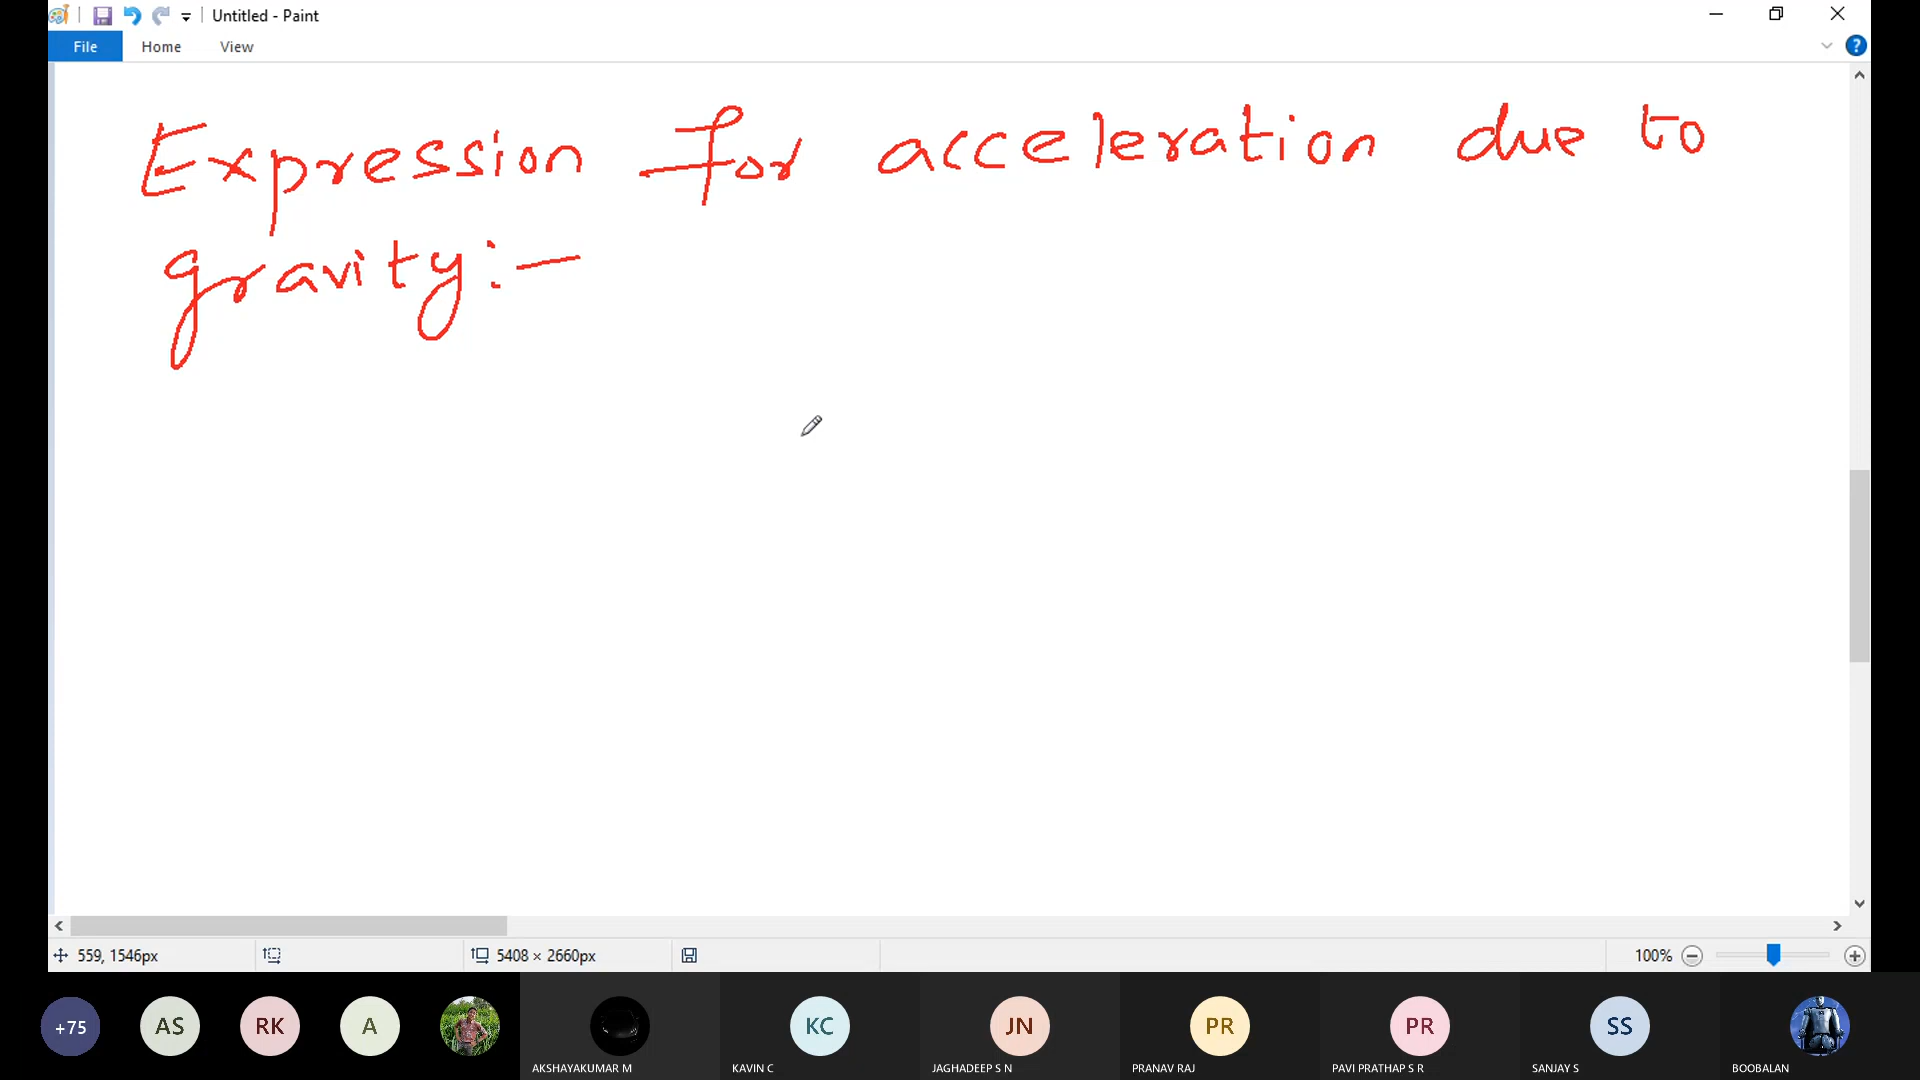 Untitled - Paint
File Home View
Expression for acceleration due to
gravity:-
559, 1546px 5408 × 2660px 100%
+75 AS RK A KC JN PR PR SS
AKSHAYAKUMAR M KAVIN C JAGHADEEP S N PRANAV RAJ PAVI PRATHAP S R SANJAY S BOOBALAN